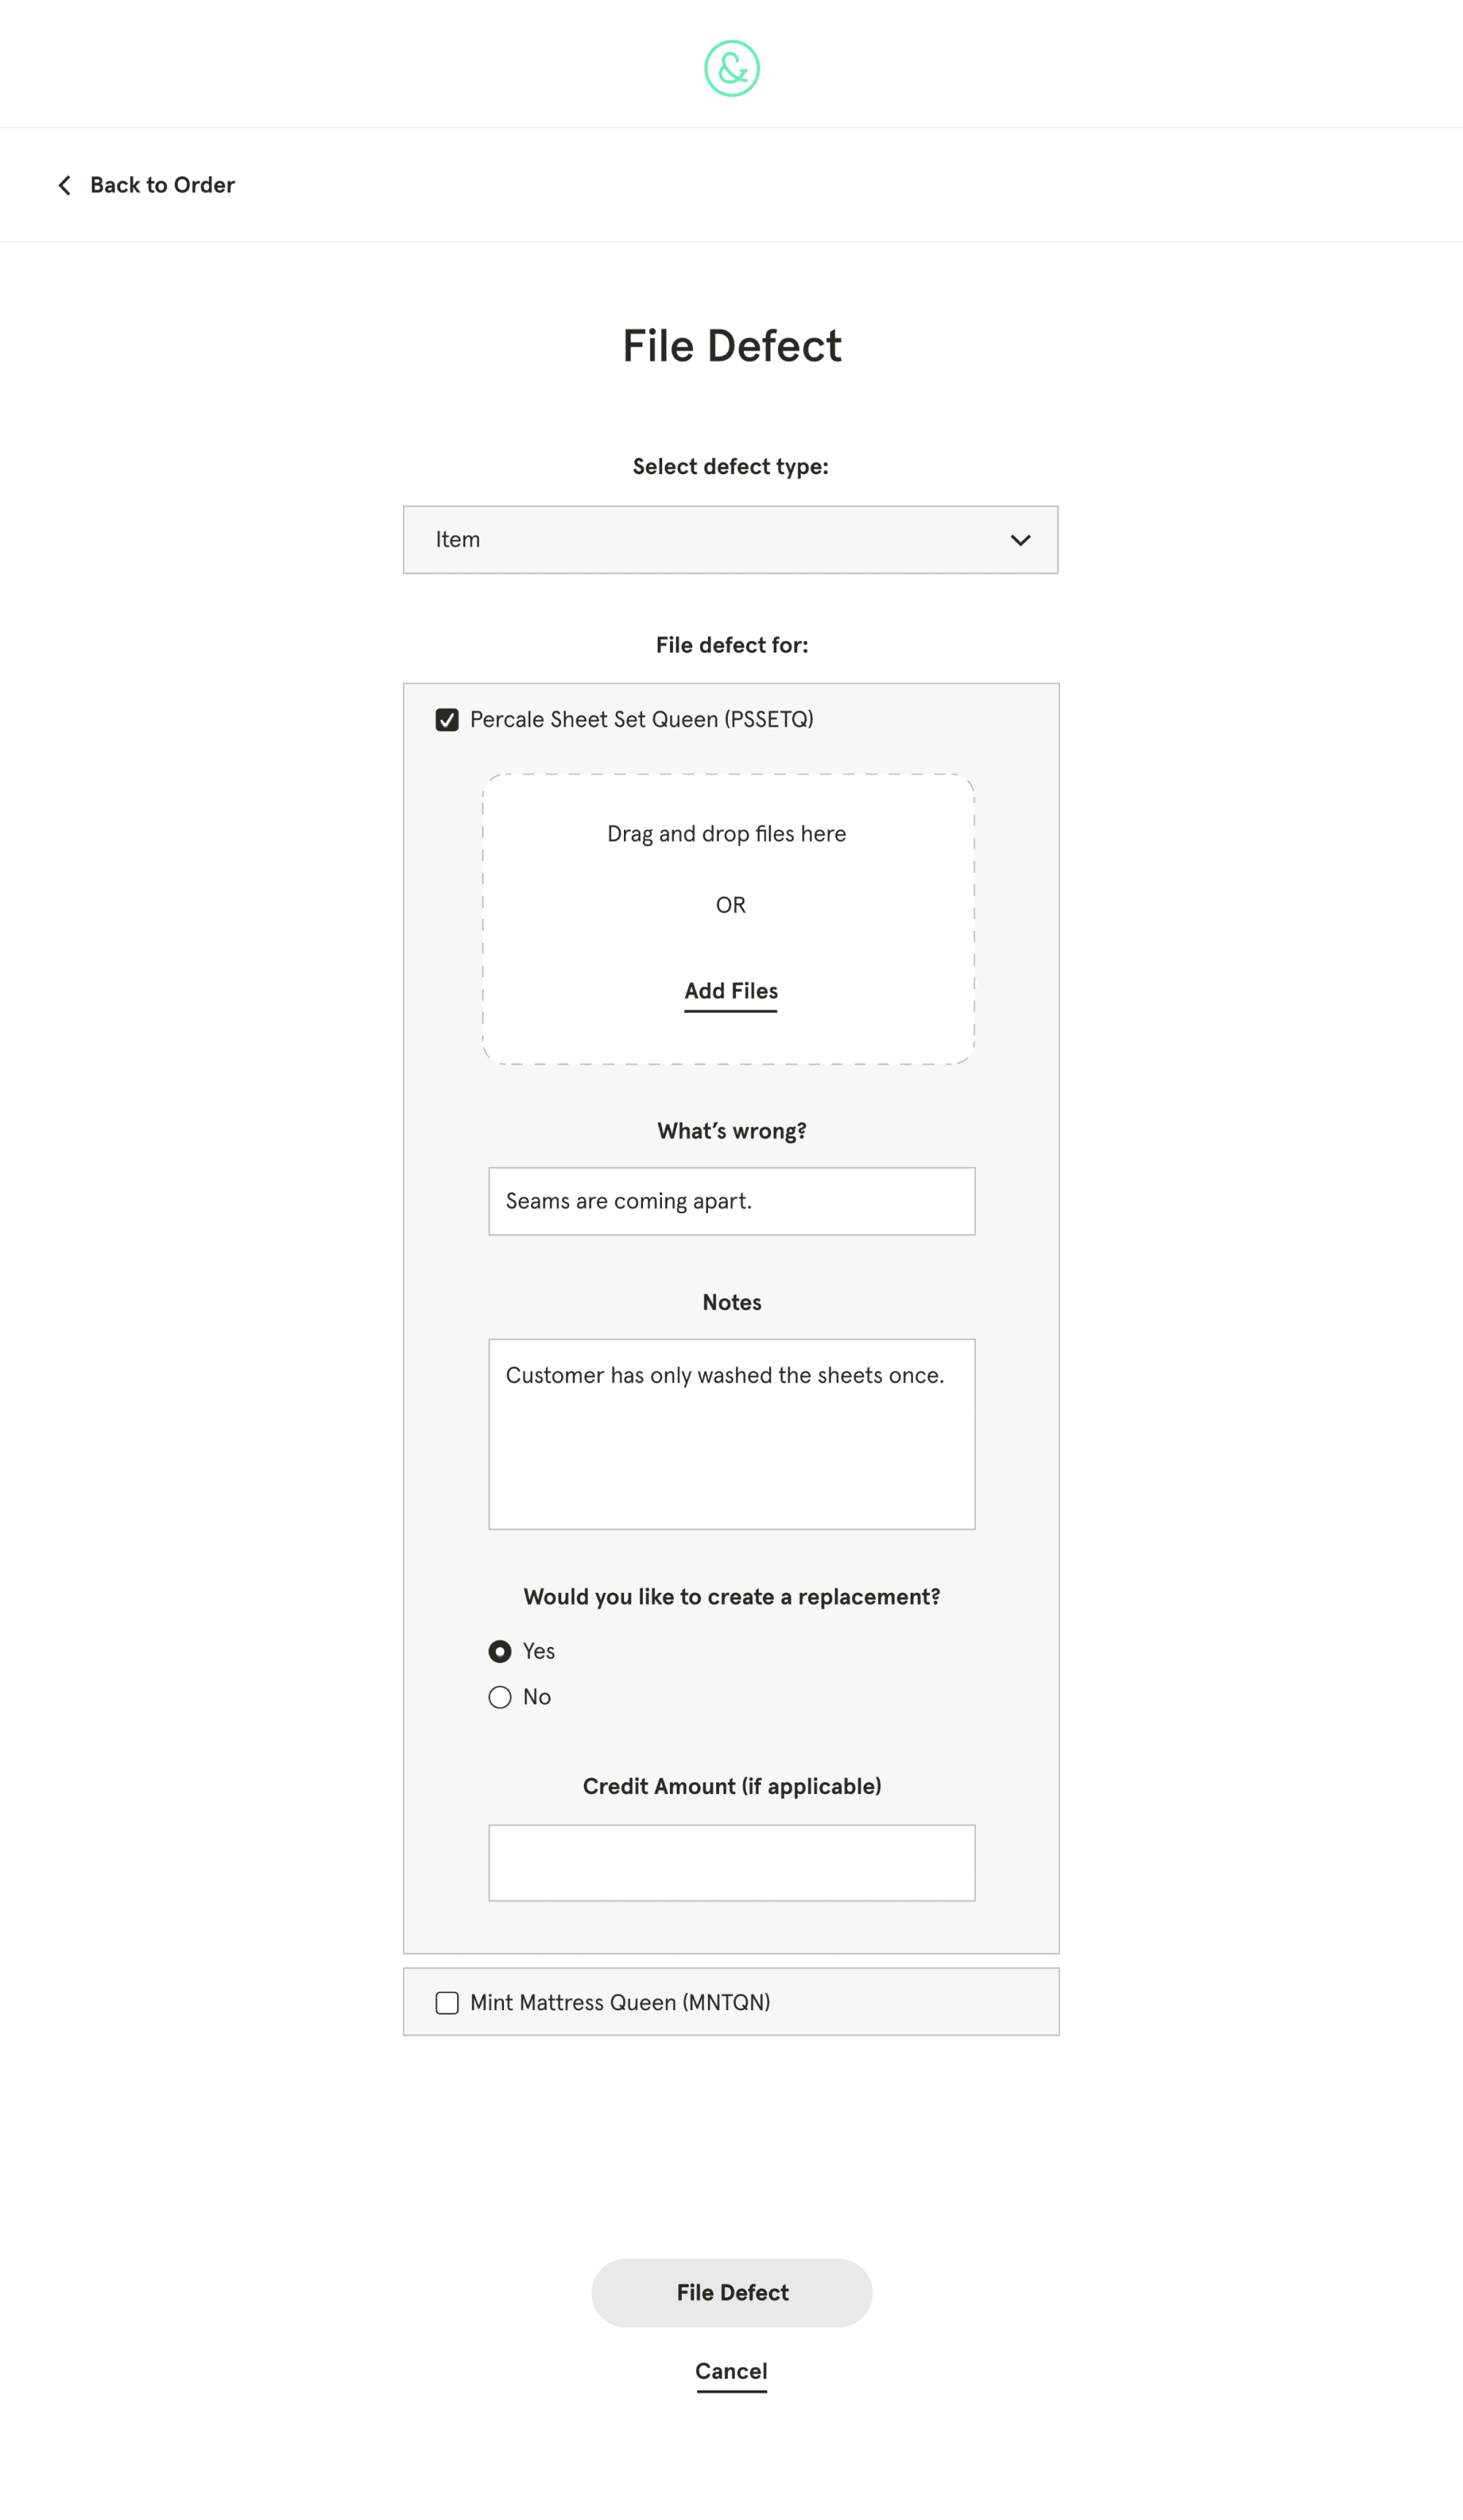 &
Back to Order
File Defect
Select defect type:
Item
File defect for:
Percale Sheet Set Queen (PSSETQ)
Drag and drop files here
OR
Add Files
What’s wrong?
Seams are coming apart.
Notes
Customer has only washed the sheets once.
Would you like to create a replacement?
Yes
No
Credit Amount (if applicable)
Mint Mattress Queen (MNTQN)
File Defect
Cancel